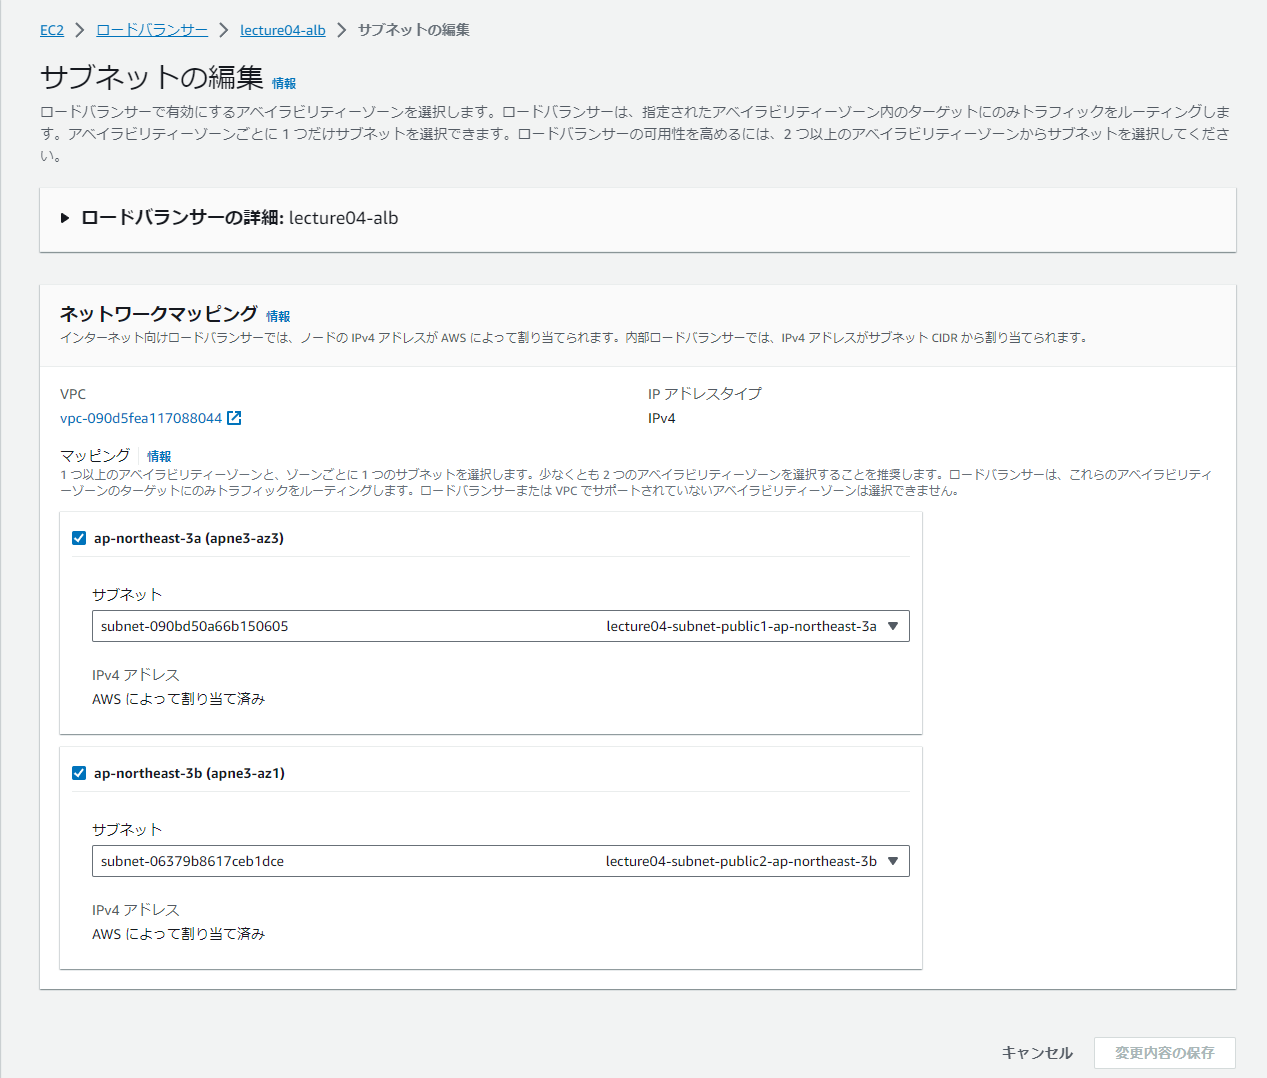 EC2 > ロードバランサー > lecture04-alb > サブネットの編集
サブネットの編集 情報
ロードバランサーで有効にするアベイラビリティーゾーンを選択します。ロードバランサーは、指定されたアベイラビリティーゾーン内のターゲットにのみトラフィックをルーティングしま
す。アベイラビリティーゾーンごとに 1 つだけサブネットを選択できます。ロードバランサーの可用性を高めるには、2 つ以上のアベイラビリティーゾーンからサブネットを選択してくださ
い。
ロードバランサーの詳細: lecture04-alb
ネットワークマッピング 情報
インターネット向けロードバランサーでは、ノードの IPv4 アドレスが AWS によって割り当てられます。内部ロードバランサーでは、IPv4 アドレスがサブネット CIDR から割り当てられます。
VPC
vpc-090d5fea117088044
IP アドレスタイプ
IPv4
マッピング 情報
1 つ以上のアベイラビリティーゾーンと、ゾーンごとに 1 つのサブネットを選択します。少なくとも 2 つのアベイラビリティーゾーンを選択することを推奨します。ロードバランサーは、これらのアベイラビリティ
ーゾーンのターゲットにのみトラフィックをルーティングします。ロードバランサーまたは VPC でサポートされていないアベイラビリティーゾーンは選択できません。
ap-northeast-3a (apne3-az3)
サブネット
subnet-090bd50a66b150605 lecture04-subnet-public1-ap-northeast-3a
IPv4 アドレス
AWS によって割り当て済み
ap-northeast-3b (apne3-az1)
サブネット
subnet-06379b8617ceb1dce lecture04-subnet-public2-ap-northeast-3b
IPv4 アドレス
AWS によって割り当て済み
キャンセル 変更内容の保存